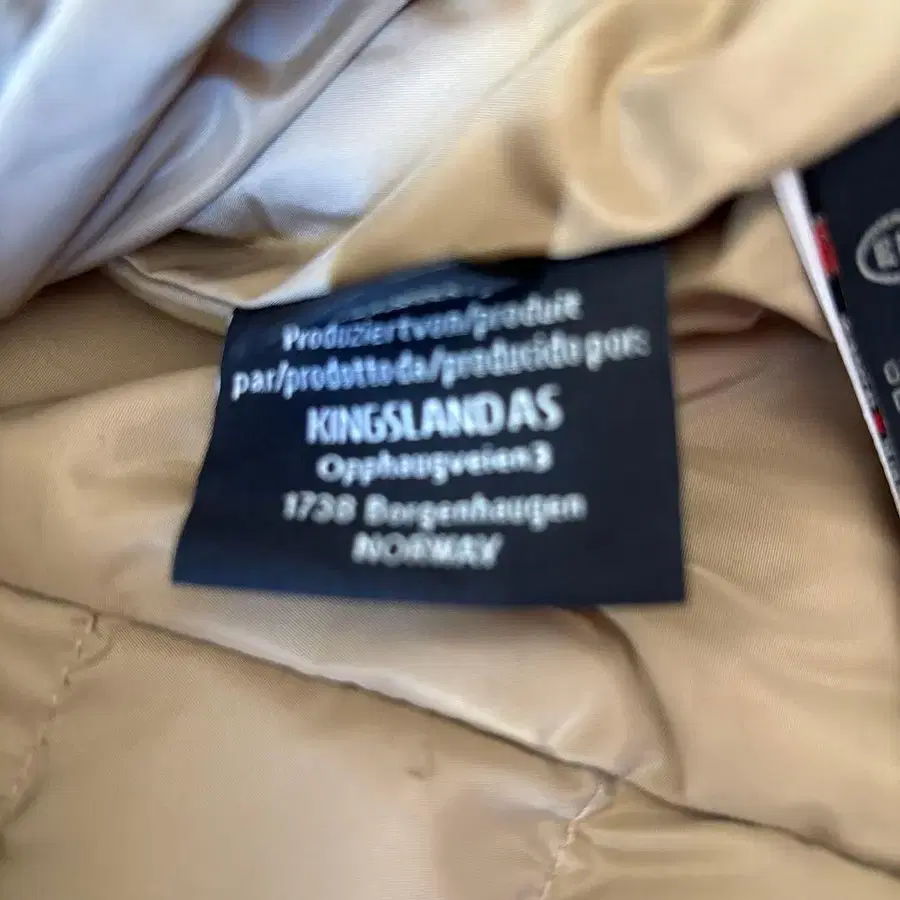 Produziert von/produit
par/prodotto da/producido por:
KINGSLAND AS
Opphaugveien 3
1738 Borgenhaugen
NORWAY